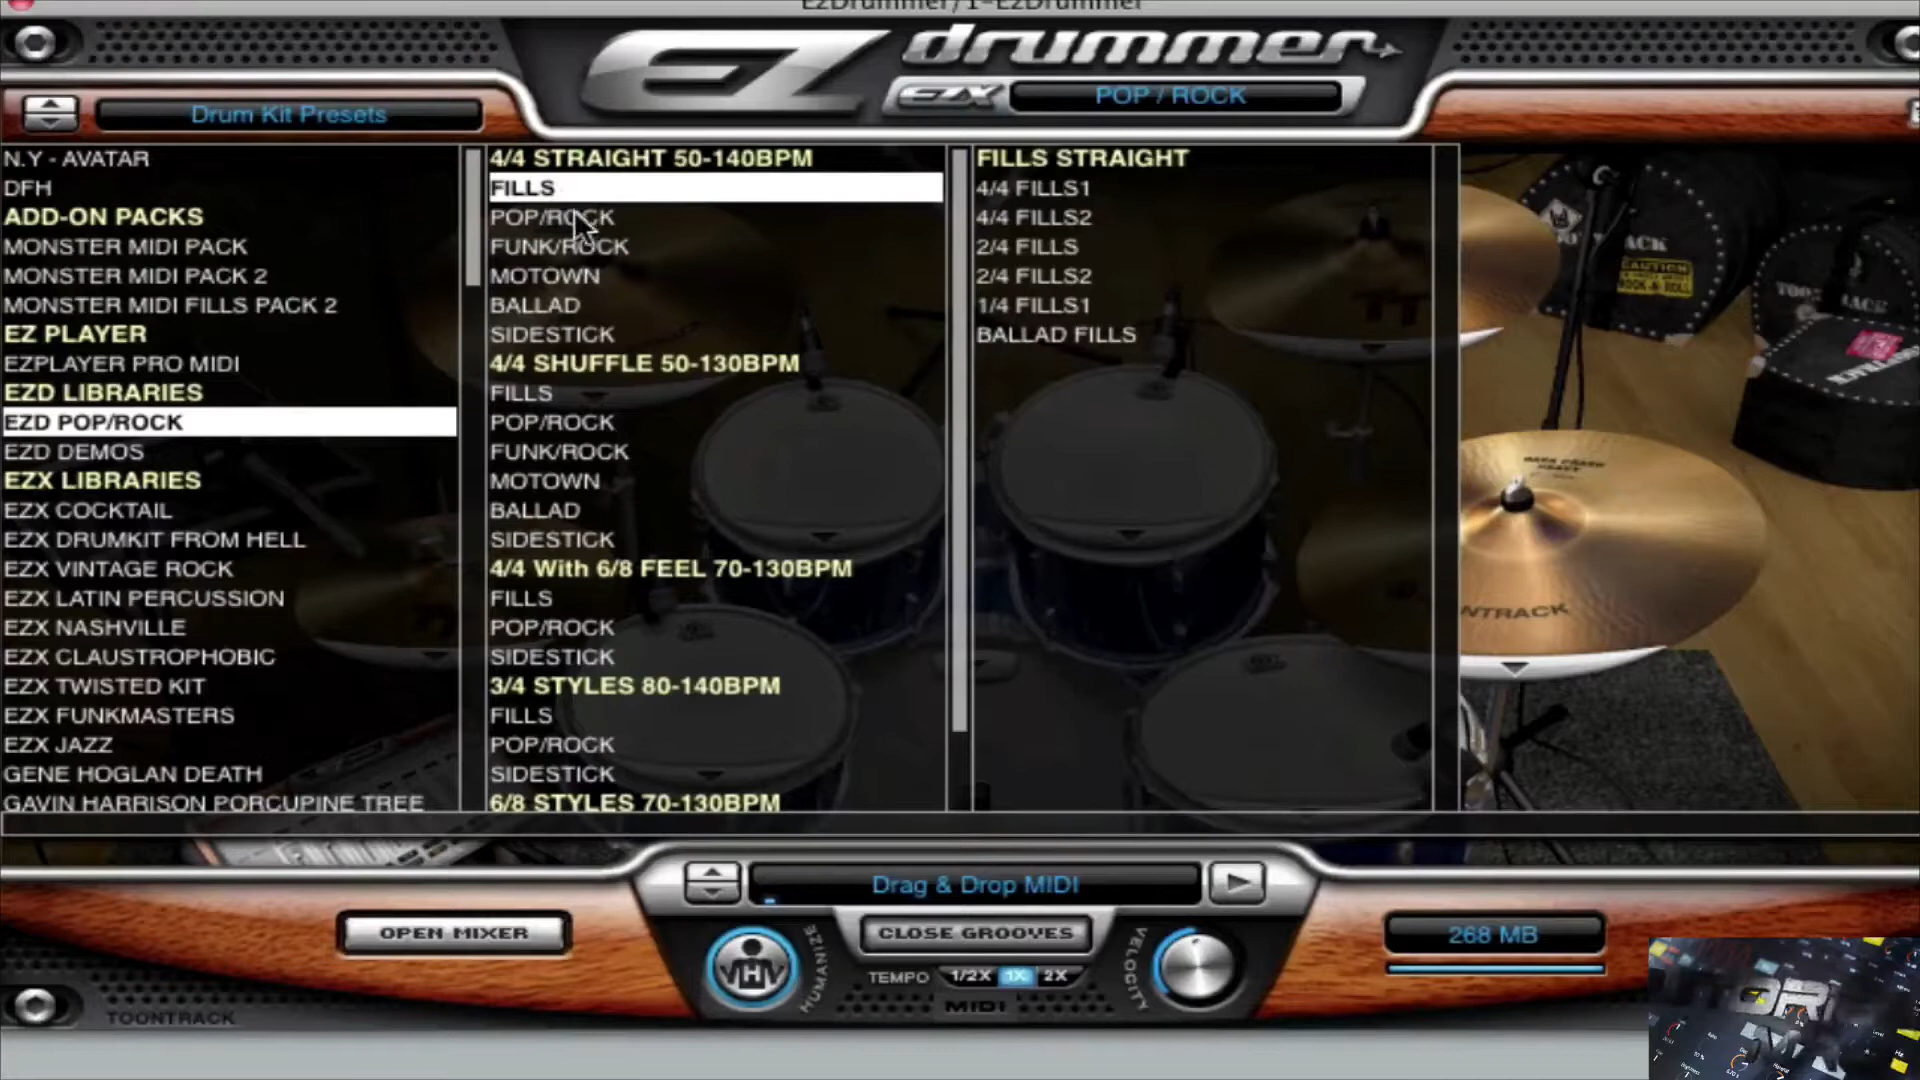 EZDrummer / 1-EZDrummer
EZ drummer
EZX POP / ROCK
Drum Kit Presets
N.Y - AVATAR
DFH
ADD-ON PACKS
MONSTER MIDI PACK
MONSTER MIDI PACK 2
MONSTER MIDI FILLS PACK 2
EZ PLAYER
EZPLAYER PRO MIDI
EZD LIBRARIES
EZD POP/ROCK
EZD DEMOS
EZX LIBRARIES
EZX COCKTAIL
EZX DRUMKIT FROM HELL
EZX VINTAGE ROCK
EZX LATIN PERCUSSION
EZX NASHVILLE
EZX CLAUSTROPHOBIC
EZX TWISTED KIT
EZX FUNKMASTERS
EZX JAZZ
GENE HOGLAN DEATH
GAVIN HARRISON PORCUPINE TREE
4/4 STRAIGHT 50-140BPM
FILLS
POP/ROCK
FUNK/ROCK
MOTOWN
BALLAD
SIDESTICK
4/4 SHUFFLE 50-130BPM
FILLS
POP/ROCK
FUNK/ROCK
MOTOWN
BALLAD
SIDESTICK
4/4 With 6/8 FEEL 70-130BPM
FILLS
POP/ROCK
SIDESTICK
3/4 STYLES 80-140BPM
FILLS
POP/ROCK
SIDESTICK
6/8 STYLES 70-130BPM
FILLS STRAIGHT
4/4 FILLS1
4/4 FILLS2
2/4 FILLS
2/4 FILLS2
1/4 FILLS1
BALLAD FILLS
CAUTION
ROCK-N-ROLL
NTRACK
Drag & Drop MIDI
OPEN MIXER
CLOSE GROOVES
268 MB
HUMANIZE
VELOCITY
TEMPO 1/2X 1X 2X
MIDI
TOONTRACK